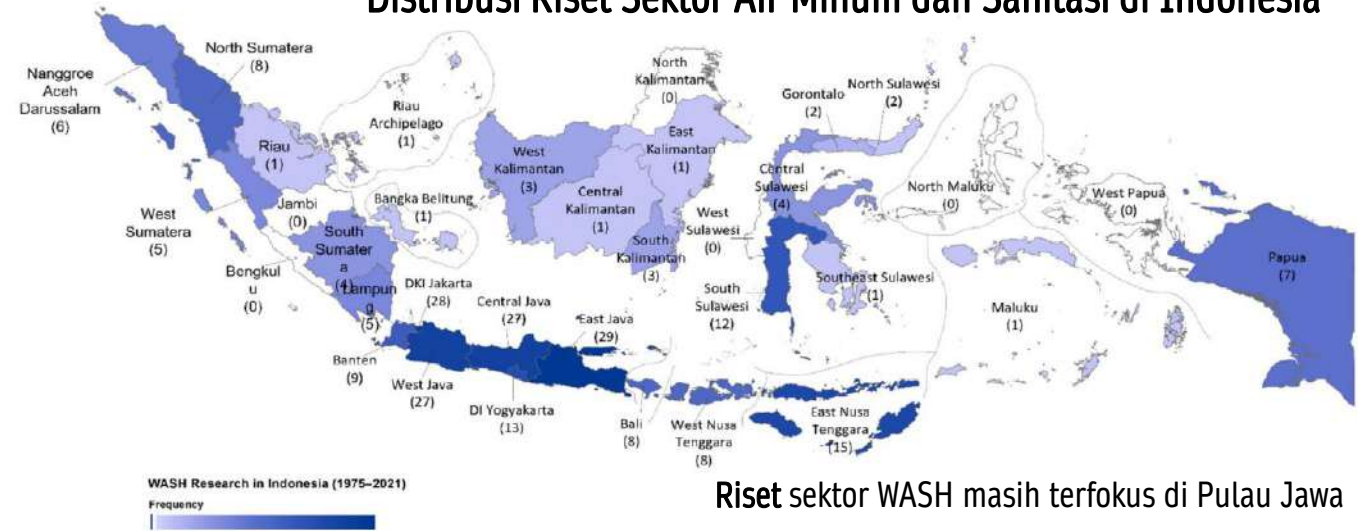 Distribusi Riset Sektor Air Minum dan Sanitasi di Indonesia
North Sumatera
(8)
Nanggroe
Aceh
Darussalam
(6)
Riau
Archipelago
(1)
Riau
(1)
North
Kalimantan
(0)
Gorontalo
(2)
North Sulawesi
(2)
West
Kalimantan
(3)
East
Kalimantan
(1)
Central
Kalimantan
(1)
Central
Sulawesi
(4)
North Maluku
(0)
West Papua
(0)
Jambi
(0)
Bangka Belitung
(1)
West
Sumatera
(5)
South
Sumater
a
(4)
West
Sulawesi
(0)
South
Kalimantan
(3)
Papua
(7)
Bengkul
u
(0)
Lampun
g
(5)
DKI Jakarta
(28)
Central Java
(27)
East Java
(29)
South
Sulawesi
(12)
Southeast Sulawesi
(1)
Maluku
(1)
Banten
(9)
West Java
(27)
DI Yogyakarta
(13)
Bali
(8)
West Nusa
Tenggara
(8)
East Nusa
Tenggara
(15)
WASH Research in Indonesia (1975–2021)
Frequency
Riset sektor WASH masih terfokus di Pulau Jawa